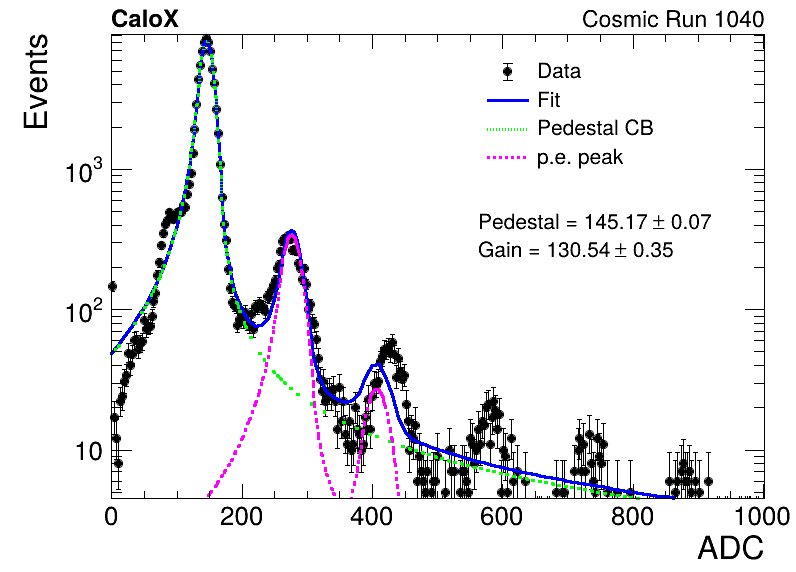 CaloX Cosmic Run 1040
Events
Data
Fit
Pedestal CB
p.e. peak
Pedestal = 145.17 ± 0.07
Gain = 130.54 ± 0.35
10³
10²
10
0 200 400 600 800 1000
ADC